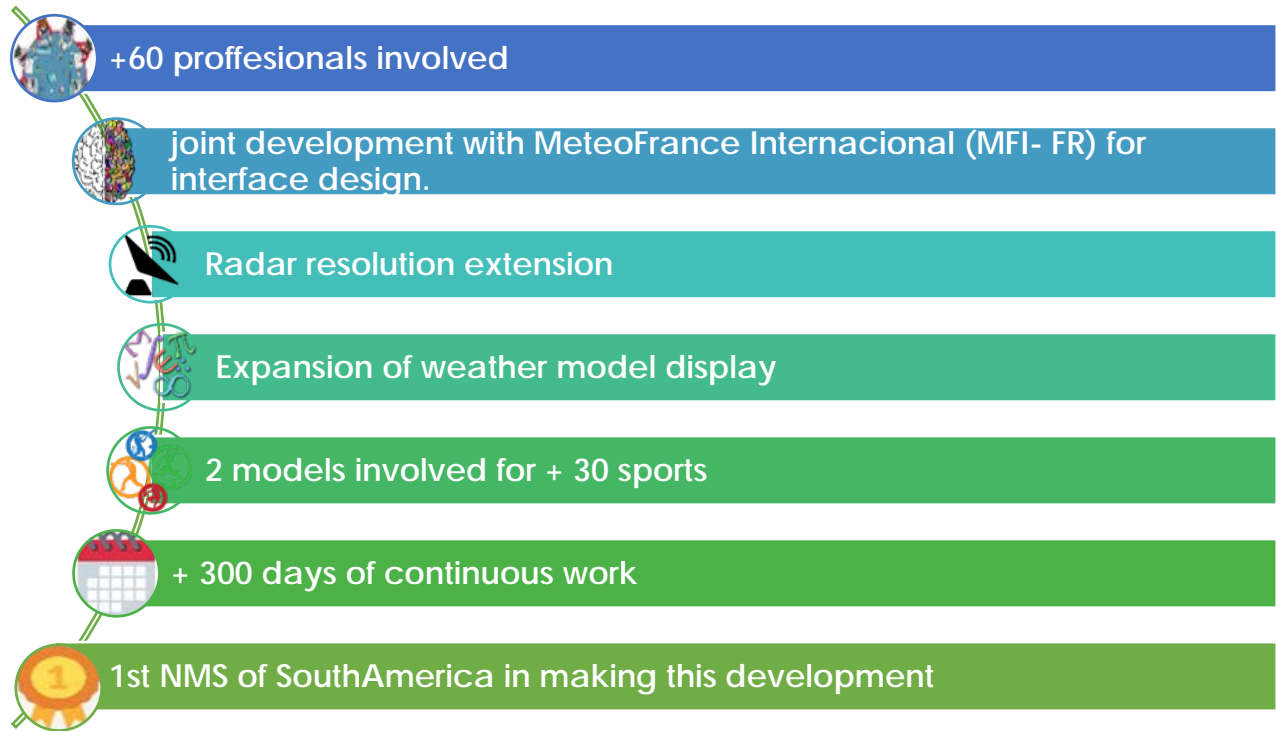 +60 proffesionals involved
joint development with MeteoFrance Internacional (MFI- FR) for
interface design.
Radar resolution extension
Expansion of weather model display
2 models involved for + 30 sports
+ 300 days of continuous work
1st NMS of SouthAmerica in making this development